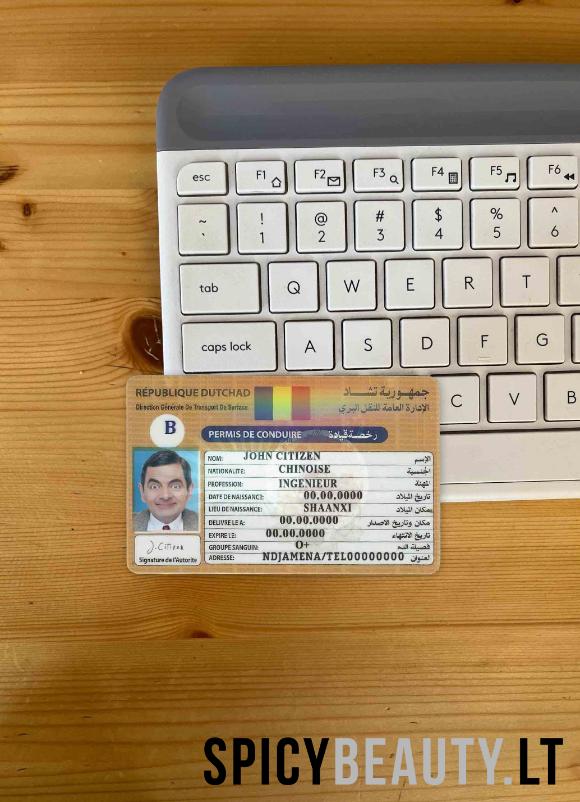 esc F1 F2 F3 F4 F5 F6
~ ! @ # $ % ^
` 1 2 3 4 5 6
tab Q W E R T
caps lock A S D F G
C V B
RÉPUBLIQUE DUTCHAD جمهورية تشاد
Direction Génerale De Transport De Surface الإدارة العامة للنقل البري
B
PERMIS DE CONDUIRE رخصة قيادة
NOM: JOHN CITIZEN الإسم
NATIONALITE: CHINOISE الجنسية
PROFESSION: INGENIEUR المهنة
DATE DE NAISSANCE: 00.00.0000 تاريخ الميلاد
LIEU DE NAISSANCE: SHAANXI مكان الميلاد
DELIVRE LE A: 00.00.0000 مكان وتاريخ الاصدار
EXPIRE LE: 00.00.0000 تاريخ الانتهاء
GROUPE SANGUIN: O+ فصيلة الدم
ADRESSE: NDJAMENA/TEL00000000 العنوان
J. Citizen
Signature de l'Autorite
SPICYBEAUTY.LT